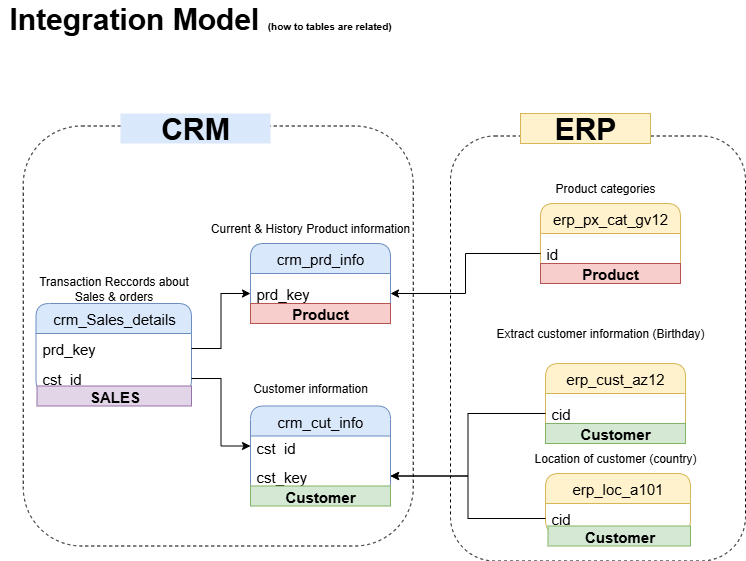 Integration Model (how to tables are related)
CRM
ERP
Current & History Product information
crm_prd_info
prd_key
Product
Transaction Reccords about
Sales & orders
crm_Sales_details
prd_key
cst_id
SALES
Customer information
crm_cut_info
cst_id
cst_key
Customer
Product categories
erp_px_cat_gv12
id
Product
Extract customer information (Birthday)
erp_cust_az12
cid
Customer
Location of customer (country)
erp_loc_a101
cid
Customer